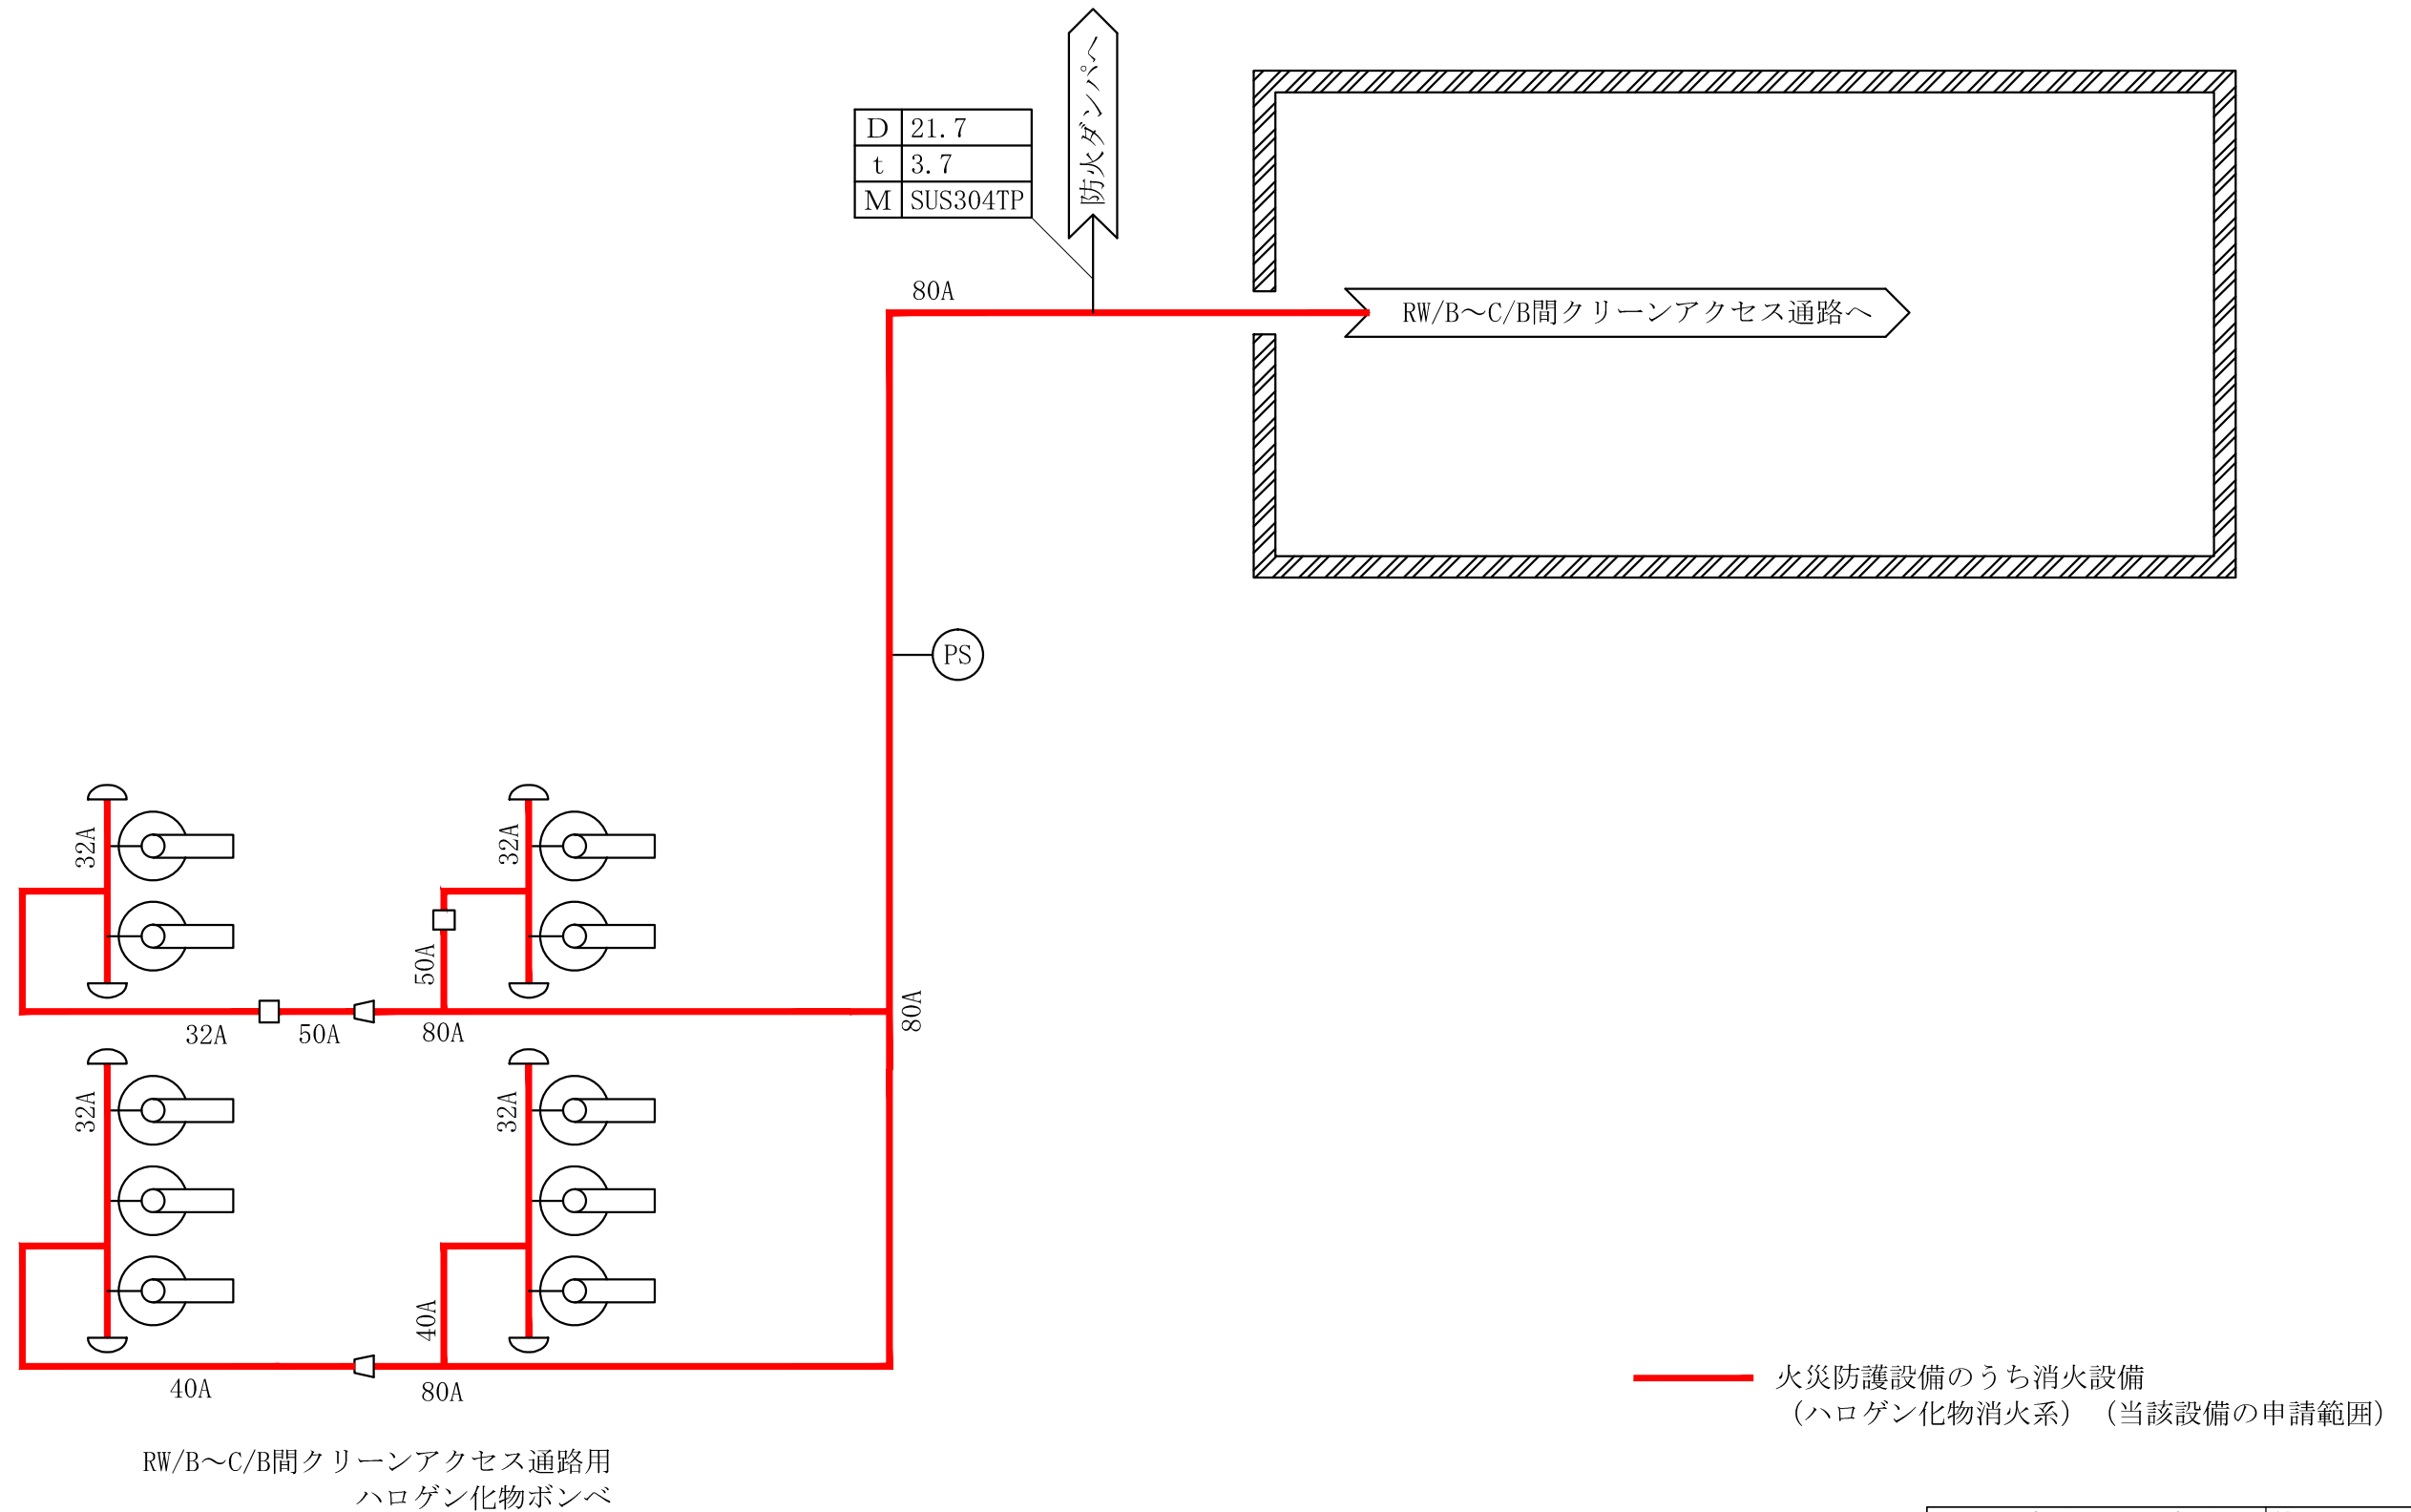 防火ダンパへ
D 21.7
t 3.7
M SUS304TP
80A
RW/B～C/B間クリーンアクセス通路へ
PS
32A
32A
50A
80A
32A
50A
80A
32A
32A
40A
40A
80A
火災防護設備のうち消火設備
（ハロゲン化物消火系）（当該設備の申請範囲）
RW/B～C/B間クリーンアクセス通路用
ハロゲン化物ボンベ